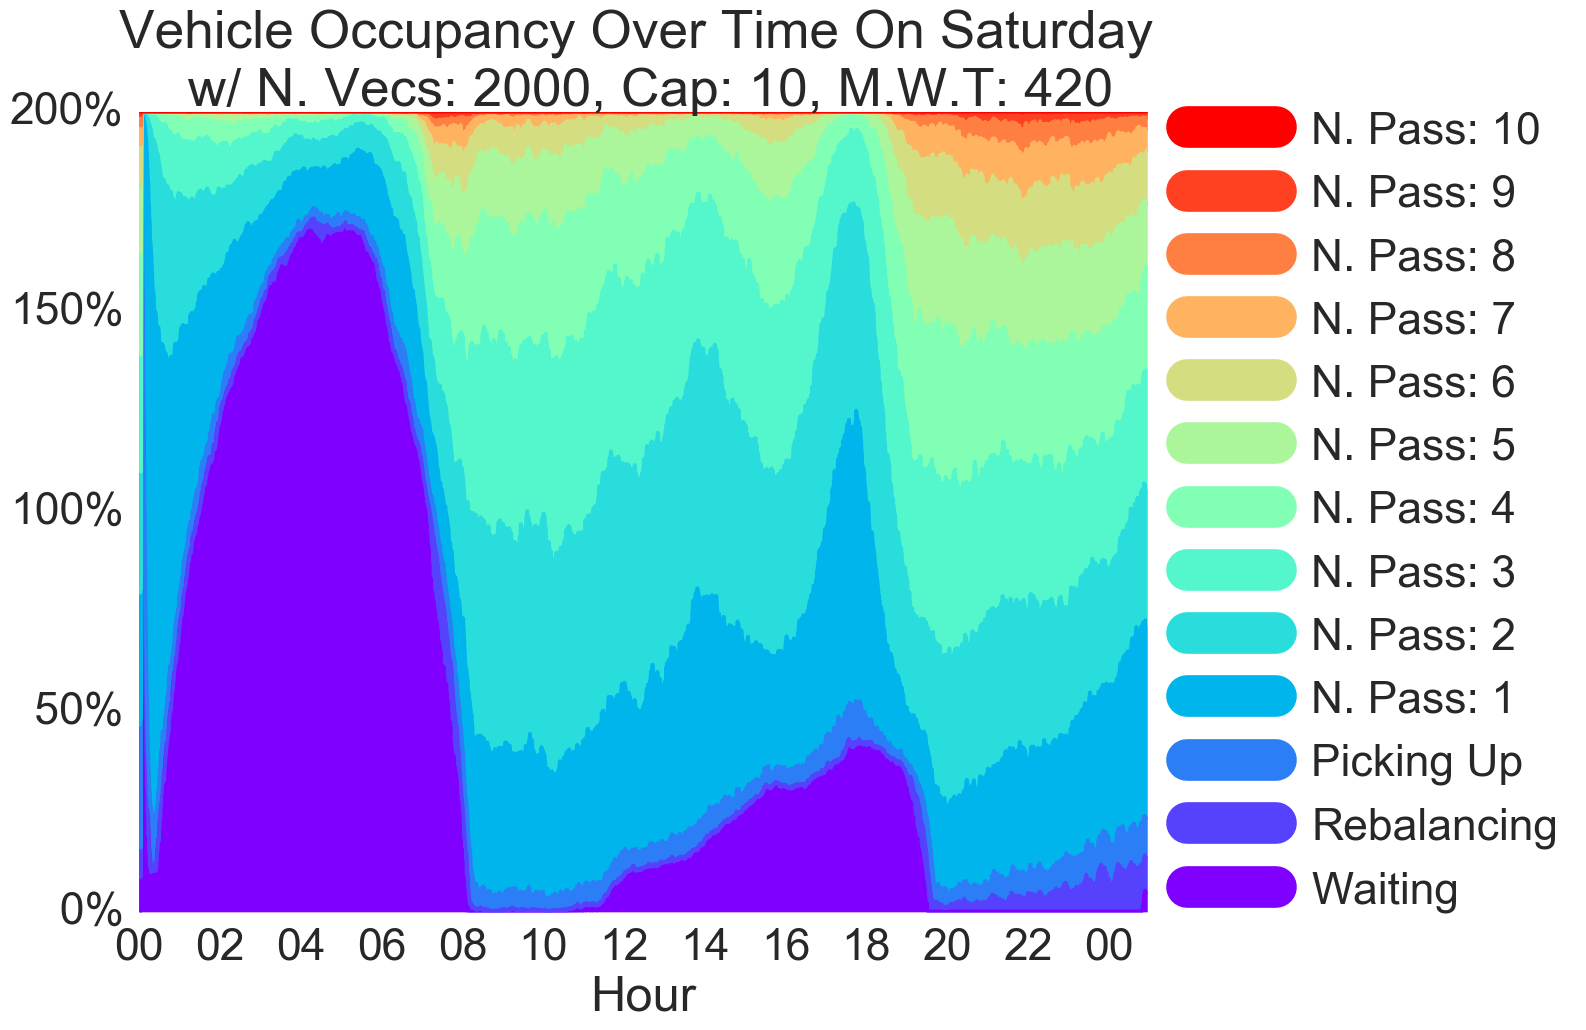 Vehicle Occupancy Over Time On Saturday
w/ N. Vecs: 2000, Cap: 10, M.W.T: 420
200%
150%
100%
50%
0%
00 02 04 06 08 10 12 14 16 18 20 22 00
Hour
N. Pass: 10
N. Pass: 9
N. Pass: 8
N. Pass: 7
N. Pass: 6
N. Pass: 5
N. Pass: 4
N. Pass: 3
N. Pass: 2
N. Pass: 1
Picking Up
Rebalancing
Waiting